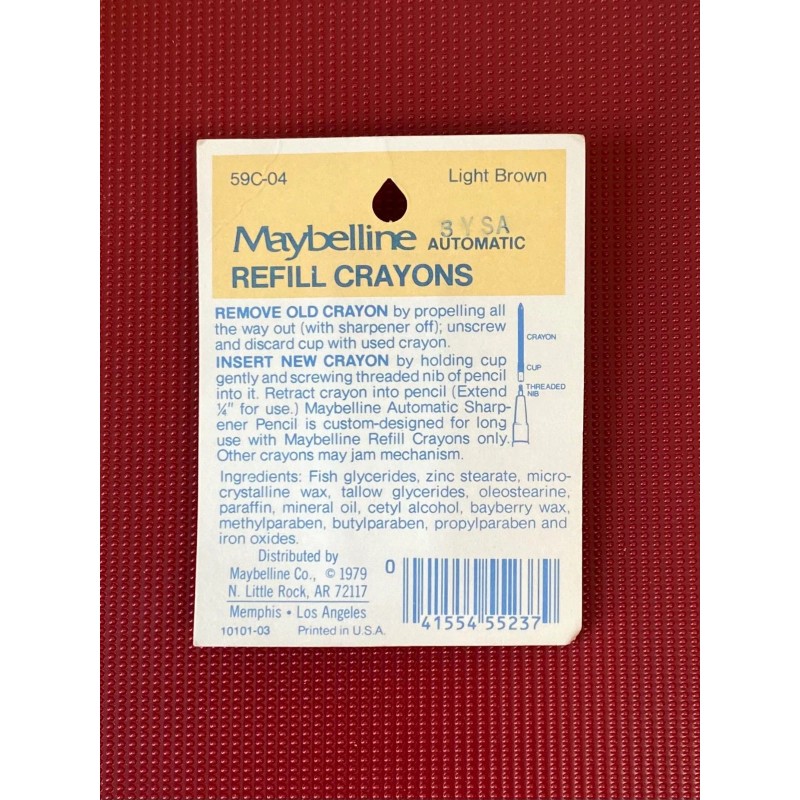 59C-04 Light Brown
Maybelline 3YSA AUTOMATIC
REFILL CRAYONS
REMOVE OLD CRAYON by propelling all
the way out (with sharpener off); unscrew
and discard cup with used crayon.
INSERT NEW CRAYON by holding cup
gently and screwing threaded nib of pencil
into it. Retract crayon into pencil (Extend
¼" for use.) Maybelline Automatic Sharp-
ener Pencil is custom-designed for long
use with Maybelline Refill Crayons only.
Other crayons may jam mechanism.
CRAYON
CUP
THREADED
NIB
Ingredients: Fish glycerides, zinc stearate, micro-
crystalline wax, tallow glycerides, oleostearine,
paraffin, mineral oil, cetyl alcohol, bayberry wax,
methylparaben, butylparaben, propylparaben and
iron oxides.
Distributed by
Maybelline Co., © 1979
N. Little Rock, AR 72117
Memphis • Los Angeles
10101-03 Printed in U.S.A.
0 41554 55237